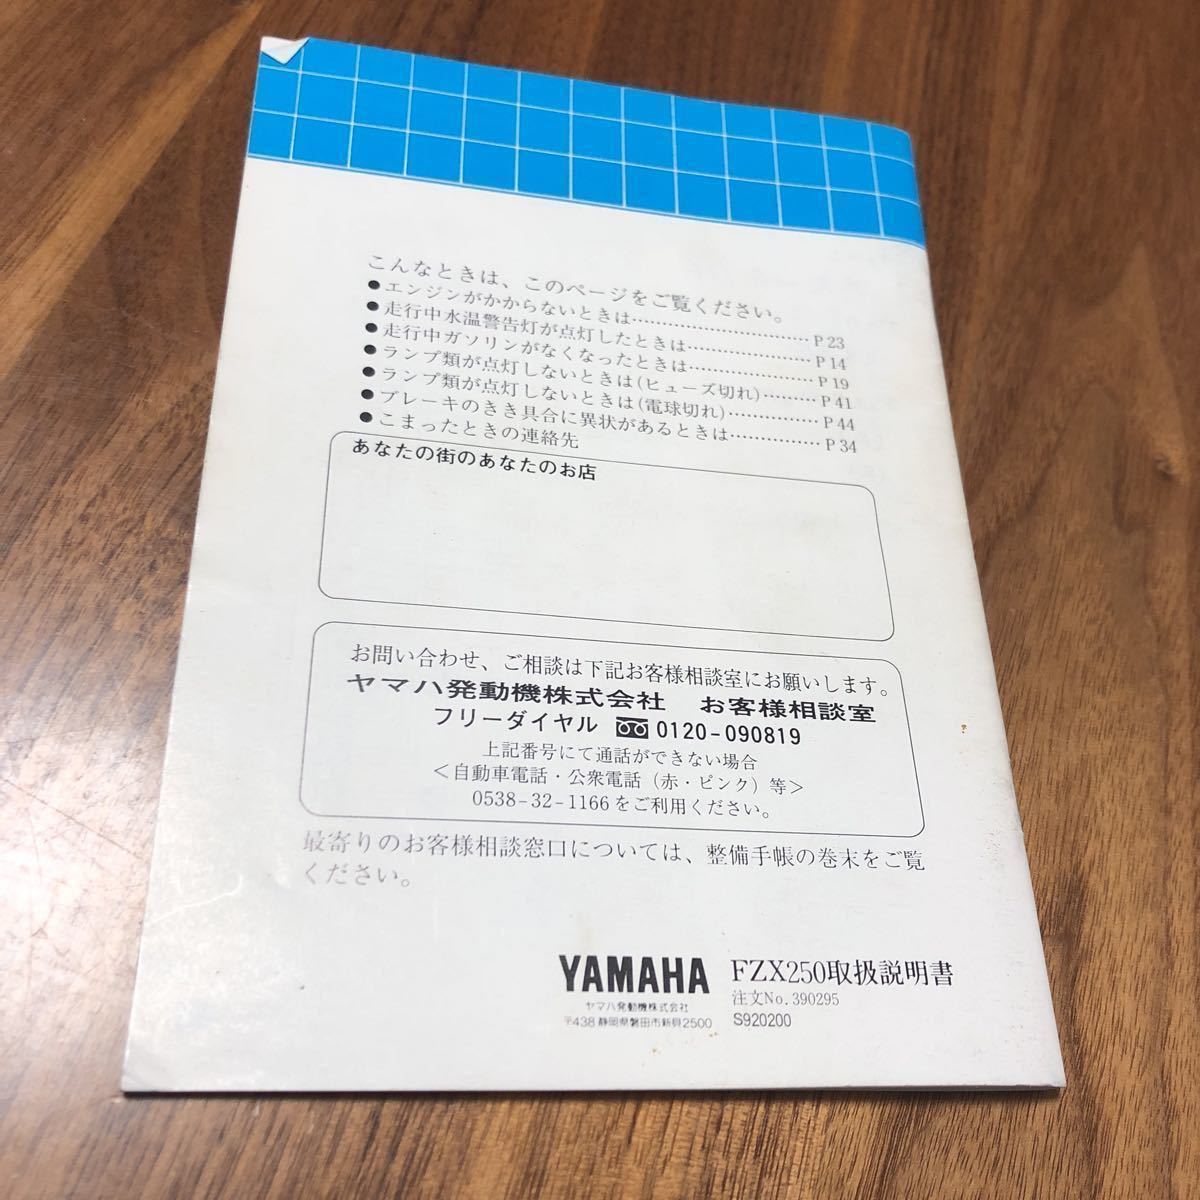 こんなときは、このページをご覧ください。
●エンジンがかからないときは……………………P23
●走行中水温警告灯が点灯したときは……………P14
●走行中ガソリンがなくなったときは……………P19
●ランプ類が点灯しないときは(ヒューズ切れ)………P41
●ランプ類が点灯しないときは(電球切れ)…………P44
●ブレーキのきき具合に異状があるときは…………P34
●こまったときの連絡先
あなたの街のあなたのお店
お問い合わせ、ご相談は下記お客様相談室にお願いします。
ヤマハ発動機株式会社 お客様相談室
フリーダイヤル 0120-090819
上記番号にて通話ができない場合
＜自動車電話・公衆電話（赤・ピンク）等＞
0538-32-1166をご利用ください。
最寄りのお客様相談窓口については、整備手帳の巻末をご覧
ください。
YAMAHA
ヤマハ発動機株式会社
〒438 静岡県磐田市新貝2500
FZX250取扱説明書
注文No.390295
S920200